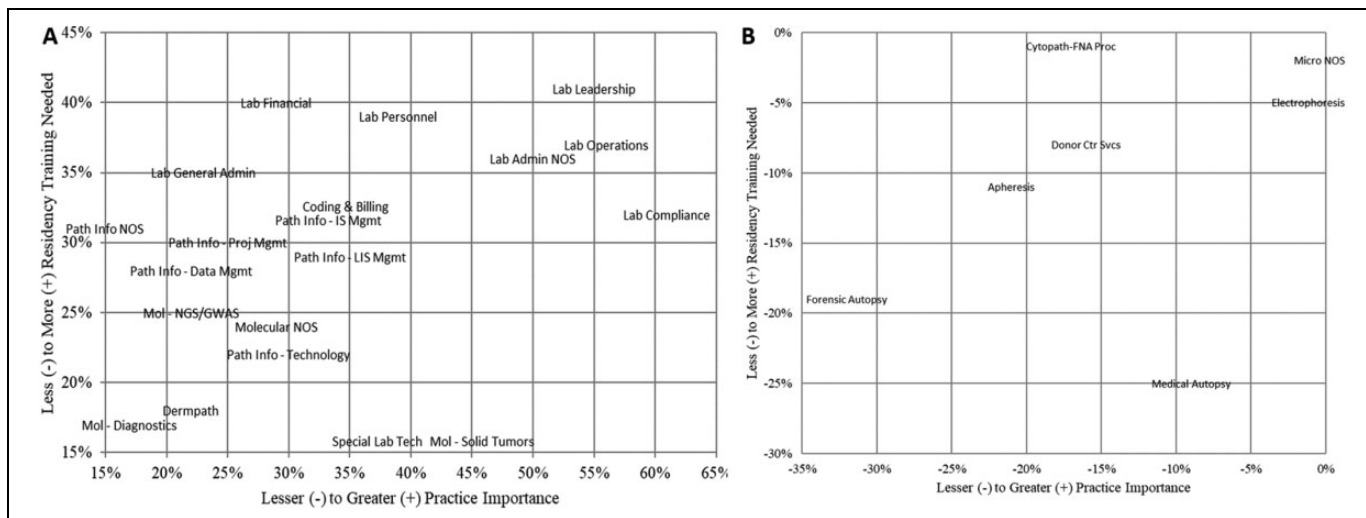 A
45%
40%
35%
30%
25%
20%
15%
Less (-) to More (+) Residency Training Needed
Lab Leadership
Lab Financial
Lab Personnel
Lab Operations
Lab Admin NOS
Lab General Admin
Coding & Billing
Lab Compliance
Path Info - IS Mgmt
Path Info NOS
Path Info - Proj Mgmt
Path Info - LIS Mgmt
Path Info - Data Mgmt
Mol - NGS/GWAS
Molecular NOS
Path Info - Technology
Dermpath
Mol - Diagnostics
Special Lab Tech
Mol - Solid Tumors
15% 20% 25% 30% 35% 40% 45% 50% 55% 60% 65%
Lesser (-) to Greater (+) Practice Importance
B
0%
-5%
-10%
-15%
-20%
-25%
-30%
Less (-) to More (+) Residency Training Needed
Cytopath-FNA Proc
Micro NOS
Electrophoresis
Donor Ctr Svcs
Apheresis
Forensic Autopsy
Medical Autopsy
-35% -30% -25% -20% -15% -10% -5% 0%
Lesser (-) to Greater (+) Practice Importance